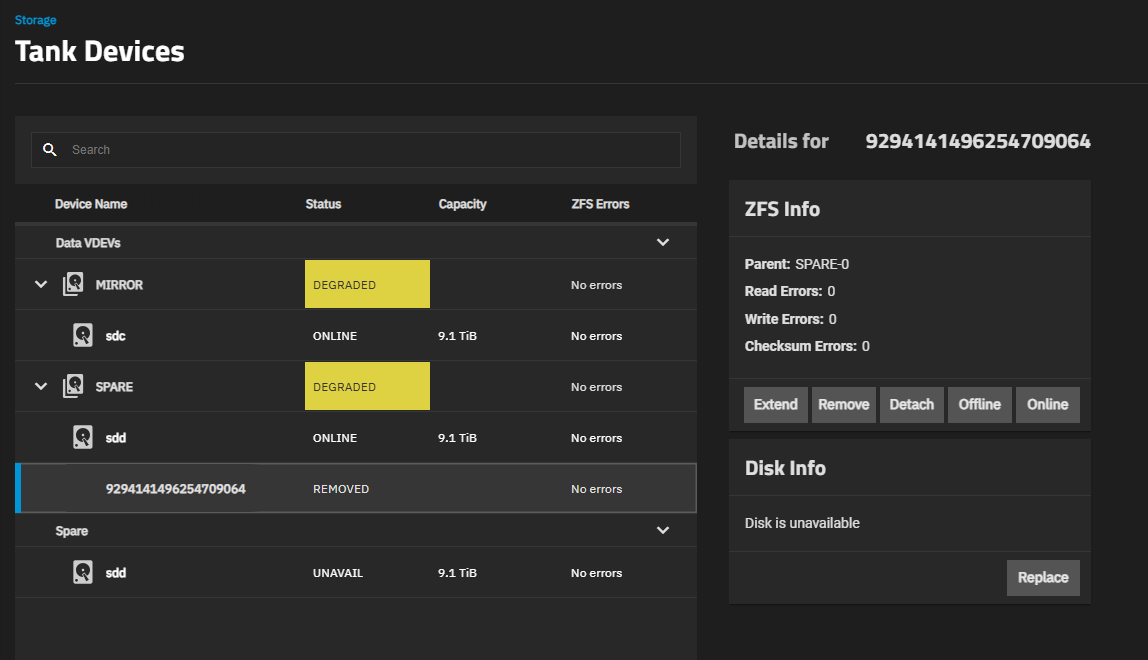 Storage
Tank Devices
Search
Device Name Status Capacity ZFS Errors
Data VDEVs
MIRROR DEGRADED No errors
sdc ONLINE 9.1 TiB No errors
SPARE DEGRADED No errors
sdd ONLINE 9.1 TiB No errors
9294141496254709064 REMOVED No errors
Spare
sdd UNAVAIL 9.1 TiB No errors
Details for 9294141496254709064
ZFS Info
Parent: SPARE-0
Read Errors: 0
Write Errors: 0
Checksum Errors: 0
Extend Remove Detach Offline Online
Disk Info
Disk is unavailable
Replace